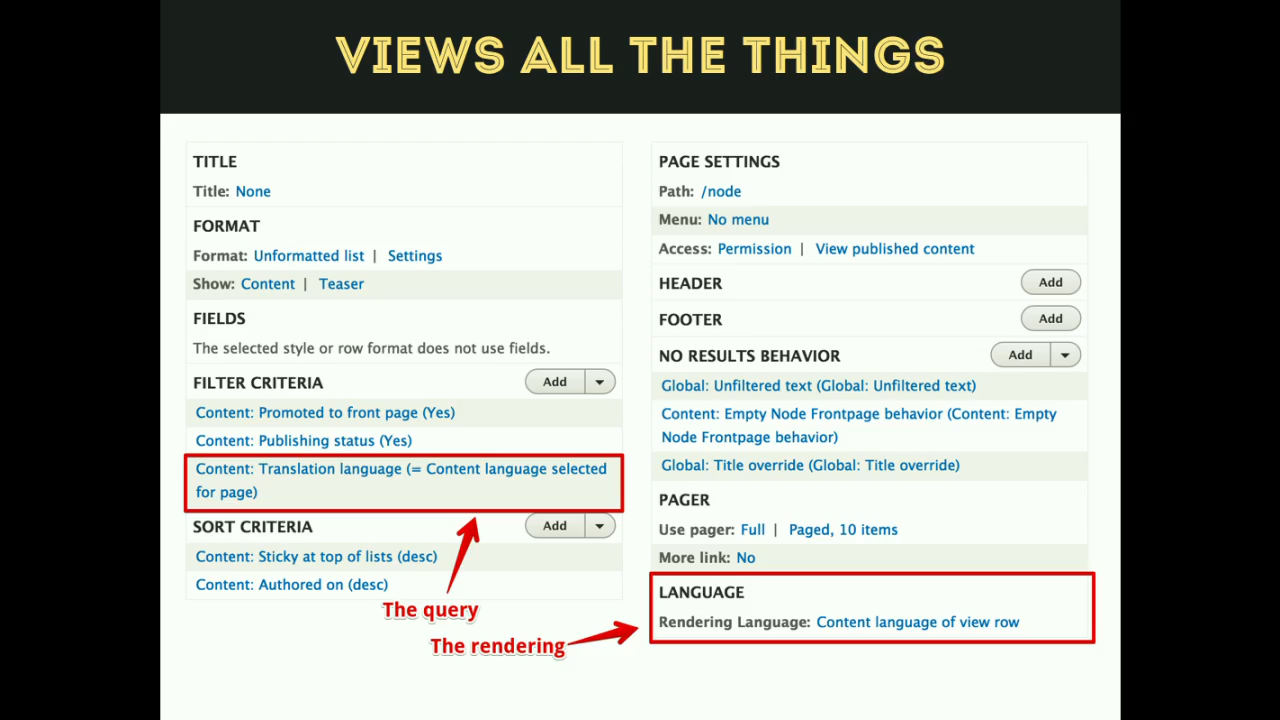 VIEWS ALL THE THINGS
TITLE
Title: None
FORMAT
Format: Unformatted list | Settings
Show: Content | Teaser
FIELDS
The selected style or row format does not use fields.
FILTER CRITERIA
Add
Content: Promoted to front page (Yes)
Content: Publishing status (Yes)
Content: Translation language (= Content language selected
for page)
SORT CRITERIA
Add
Content: Sticky at top of lists (desc)
Content: Authored on (desc)
The query
The rendering
PAGE SETTINGS
Path: /node
Menu: No menu
Access: Permission | View published content
HEADER
Add
FOOTER
Add
NO RESULTS BEHAVIOR
Add
Global: Unfiltered text (Global: Unfiltered text)
Content: Empty Node Frontpage behavior (Content: Empty
Node Frontpage behavior)
Global: Title override (Global: Title override)
PAGER
Use pager: Full | Paged, 10 items
More link: No
LANGUAGE
Rendering Language: Content language of view row